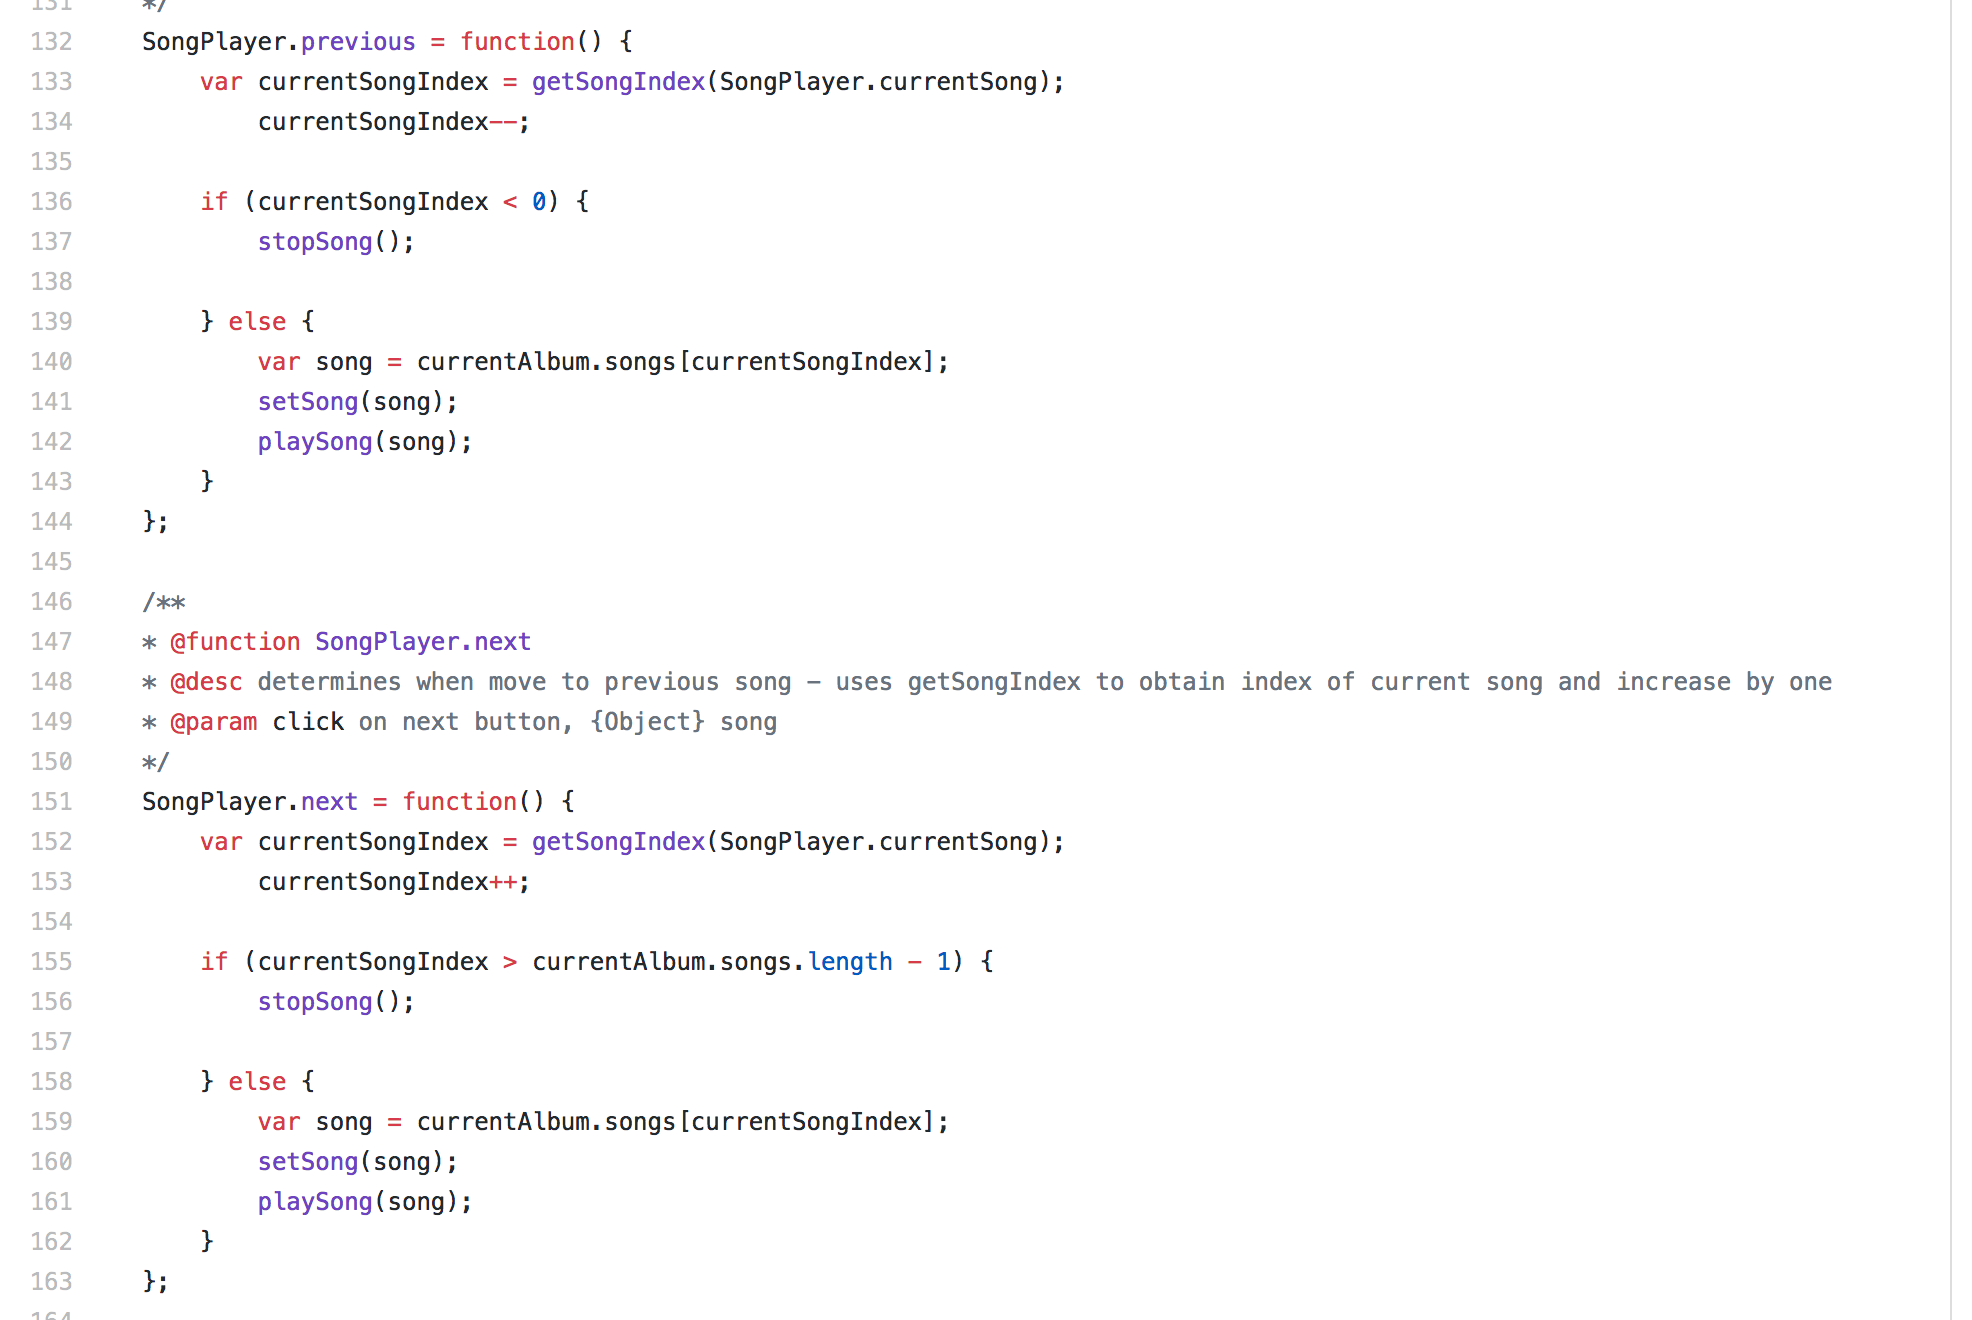 131 */
132 SongPlayer.previous = function() {
133 var currentSongIndex = getSongIndex(SongPlayer.currentSong);
134 currentSongIndex--;
135
136 if (currentSongIndex < 0) {
137 stopSong();
138
139 } else {
140 var song = currentAlbum.songs[currentSongIndex];
141 setSong(song);
142 playSong(song);
143 }
144 };
145
146 /**
147 * @function SongPlayer.next
148 * @desc determines when move to previous song - uses getSongIndex to obtain index of current song and increase by one
149 * @param click on next button, {Object} song
150 */
151 SongPlayer.next = function() {
152 var currentSongIndex = getSongIndex(SongPlayer.currentSong);
153 currentSongIndex++;
154
155 if (currentSongIndex > currentAlbum.songs.length - 1) {
156 stopSong();
157
158 } else {
159 var song = currentAlbum.songs[currentSongIndex];
160 setSong(song);
161 playSong(song);
162 }
163 };
164